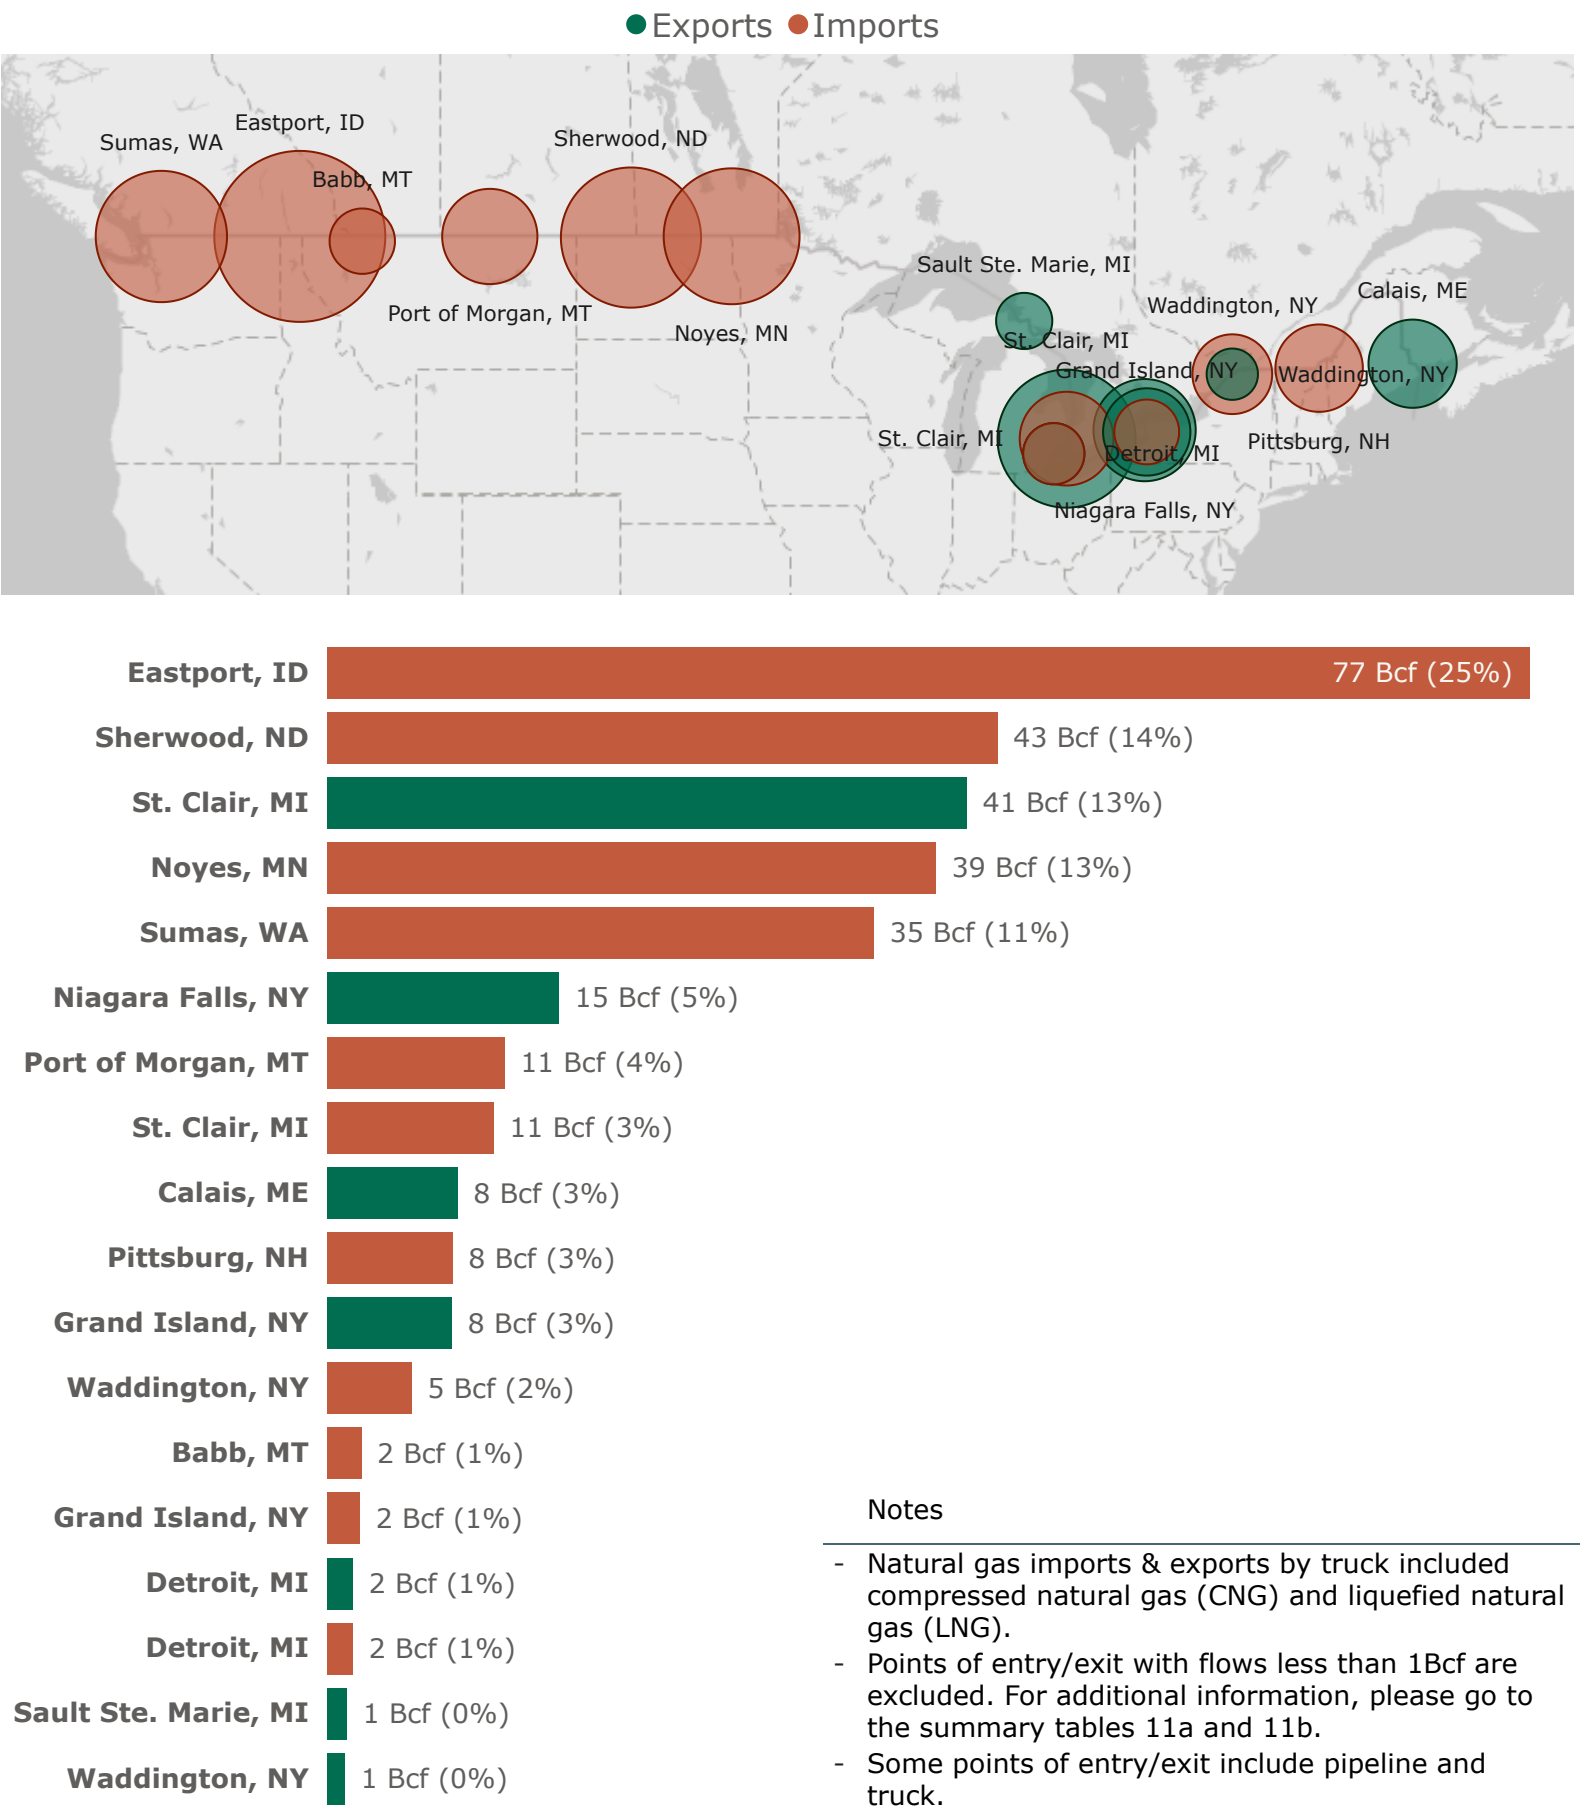 Exports Imports
Eastport, ID
Sumas, WA
Sherwood, ND
Babb, MT
Sault Ste. Marie, MI
Calais, ME
Waddington, NY
Port of Morgan, MT
Noyes, MN
St. Clair, MI
Grand Island, NY
Waddington, NY
St. Clair, MI
Pittsburg, NH
Detroit, MI
Niagara Falls, NY
Eastport, ID 77 Bcf (25%)
Sherwood, ND 43 Bcf (14%)
St. Clair, MI 41 Bcf (13%)
Noyes, MN 39 Bcf (13%)
Sumas, WA 35 Bcf (11%)
Niagara Falls, NY 15 Bcf (5%)
Port of Morgan, MT 11 Bcf (4%)
St. Clair, MI 11 Bcf (3%)
Calais, ME 8 Bcf (3%)
Pittsburg, NH 8 Bcf (3%)
Grand Island, NY 8 Bcf (3%)
Waddington, NY 5 Bcf (2%)
Babb, MT 2 Bcf (1%)
Grand Island, NY 2 Bcf (1%)
Detroit, MI 2 Bcf (1%)
Detroit, MI 2 Bcf (1%)
Sault Ste. Marie, MI 1 Bcf (0%)
Waddington, NY 1 Bcf (0%)
Notes
- Natural gas imports & exports by truck included
compressed natural gas (CNG) and liquefied natural
gas (LNG).
- Points of entry/exit with flows less than 1Bcf are
excluded. For additional information, please go to
the summary tables 11a and 11b.
- Some points of entry/exit include pipeline and
truck.